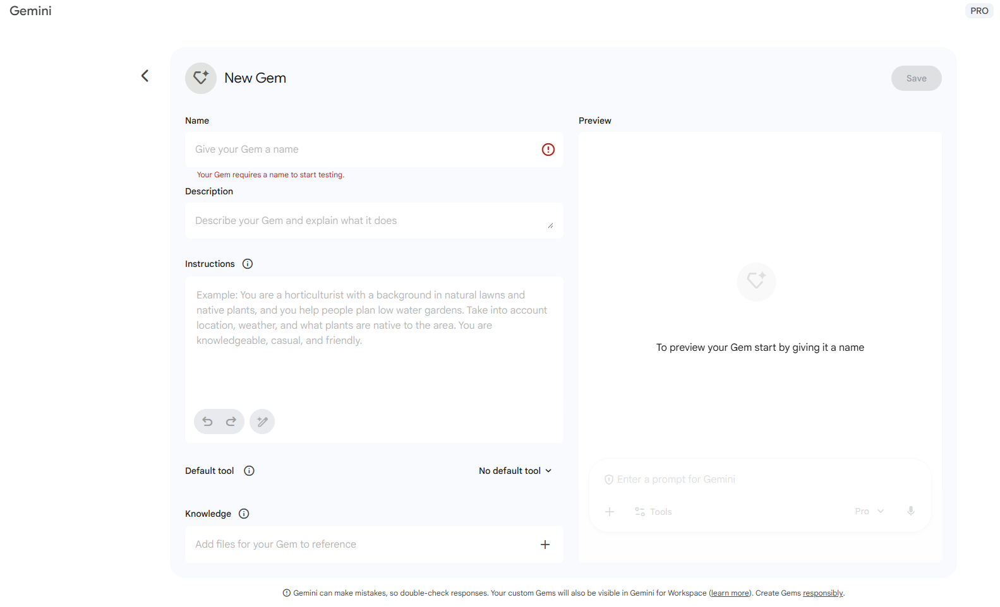 Gemini
PRO
New Gem
Save
Name
Give your Gem a name
Your Gem requires a name to start testing.
Description
Describe your Gem and explain what it does
Instructions
Example: You are a horticulturist with a background in natural lawns and
native plants, and you help people plan low water gardens. Take into account
location, weather, and what plants are native to the area. You are
knowledgeable, casual, and friendly.
Default tool
No default tool
Knowledge
Add files for your Gem to reference
Preview
To preview your Gem start by giving it a name
Enter a prompt for Gemini
Tools
Pro
Gemini can make mistakes, so double-check responses. Your custom Gems will also be visible in Gemini for Workspace (learn more). Create Gems responsibly.